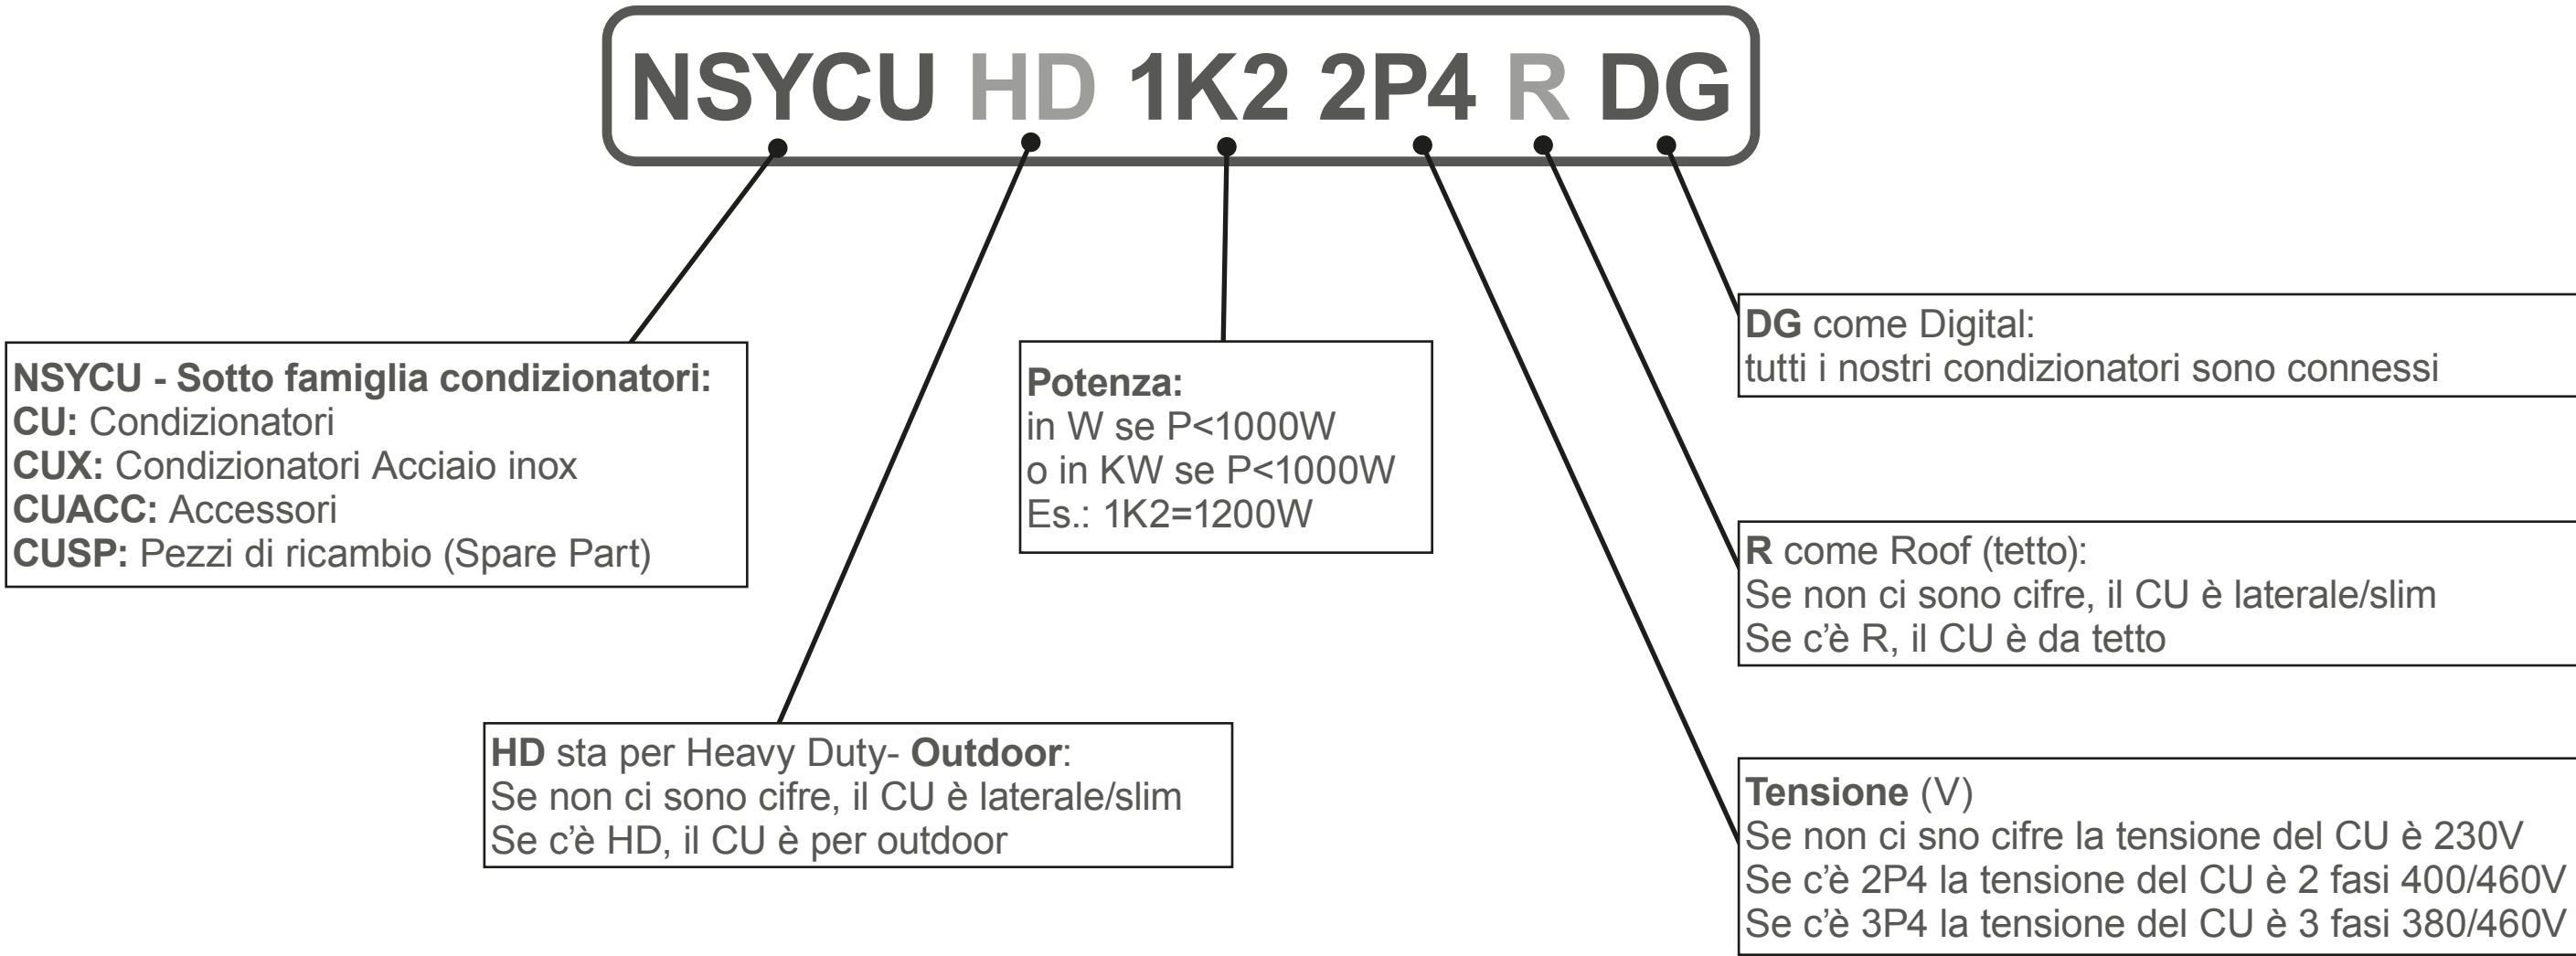 NSYCU HD 1K2 2P4 R DG
NSYCU - Sotto famiglia condizionatori:
CU: Condizionatori
CUX: Condizionatori Acciaio inox
CUACC: Accessori
CUSP: Pezzi di ricambio (Spare Part)
HD sta per Heavy Duty- Outdoor:
Se non ci sono cifre, il CU è laterale/slim
Se c'è HD, il CU è per outdoor
Potenza:
in W se P<1000W
o in KW se P<1000W
Es.: 1K2=1200W
DG come Digital:
tutti i nostri condizionatori sono connessi
R come Roof (tetto):
Se non ci sono cifre, il CU è laterale/slim
Se c'è R, il CU è da tetto
Tensione (V)
Se non ci sno cifre la tensione del CU è 230V
Se c'è 2P4 la tensione del CU è 2 fasi 400/460V
Se c'è 3P4 la tensione del CU è 3 fasi 380/460V